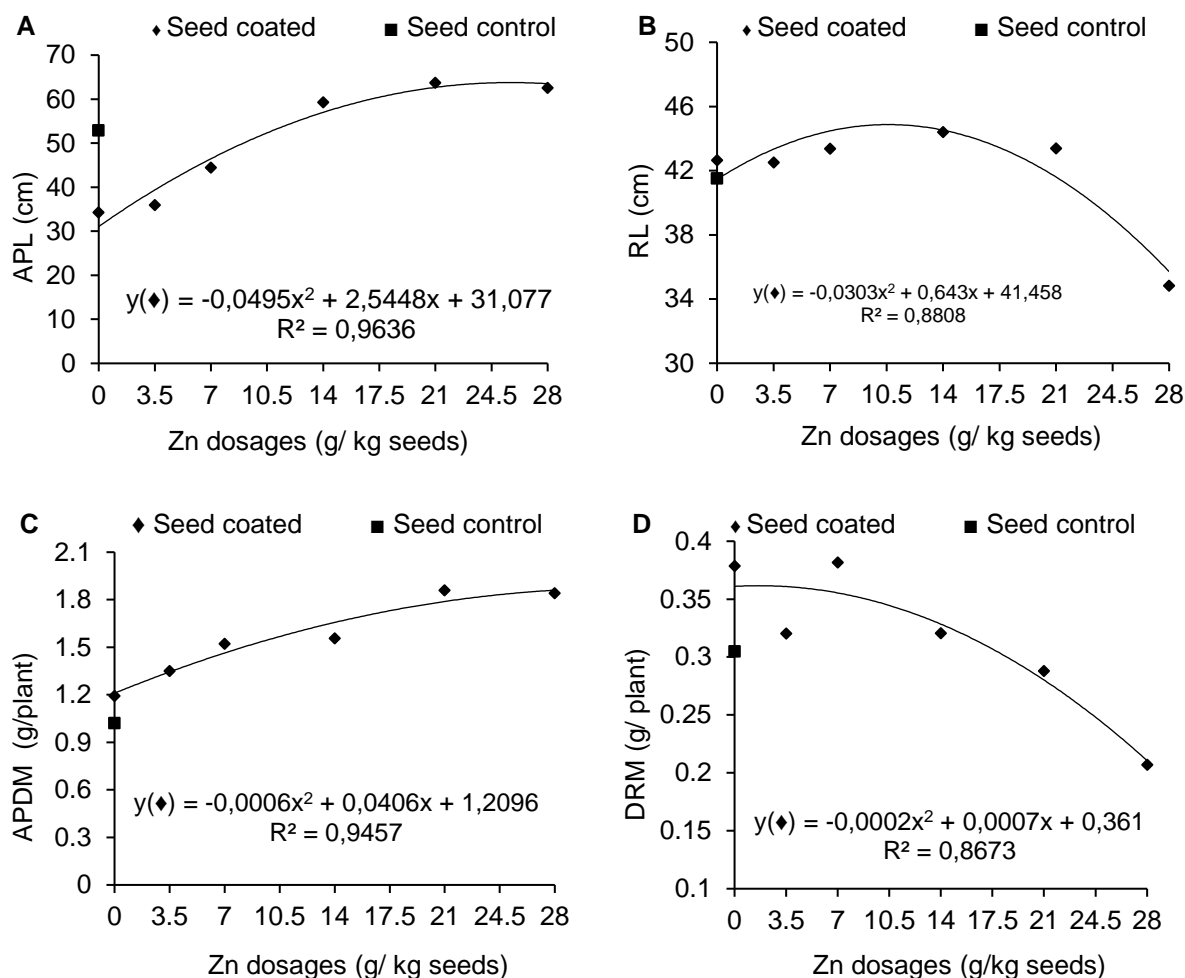 A ♦ Seed coated ■ Seed control
70
60
50
40
30
20
10
0
APL (cm)
y(♦) = -0,0495x² + 2,5448x + 31,077
R² = 0,9636
0 3.5 7 10.5 14 17.5 21 24.5 28
Zn dosages (g/ kg seeds)
B ♦ Seed coated ■ Seed control
50
46
42
38
34
30
RL (cm)
y(♦) = -0,0303x² + 0,643x + 41,458
R² = 0,8808
0 3.5 7 10.5 14 17.5 21 24.5 28
Zn dosages (g/ kg seeds)
C ♦ Seed coated ■ Seed control
2.1
1.8
1.5
1.2
0.9
0.6
0.3
0
APDM (g/plant)
y(♦) = -0,0006x² + 0,0406x + 1,2096
R² = 0,9457
0 3.5 7 10.5 14 17.5 21 24.5 28
Zn dosages (g/ kg seeds)
D ♦ Seed coated ■ Seed control
0.4
0.35
0.3
0.25
0.2
0.15
0.1
DRM (g/ plant)
y(♦) = -0,0002x² + 0,0007x + 0,361
R² = 0,8673
0 3.5 7 10.5 14 17.5 21 24.5 28
Zn dosages (g/kg seeds)